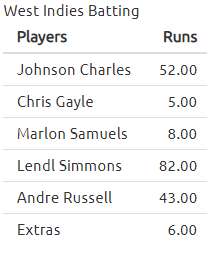 West Indies Batting
Players Runs
Johnson Charles 52.00
Chris Gayle 5.00
Marlon Samuels 8.00
Lendl Simmons 82.00
Andre Russell 43.00
Extras 6.00